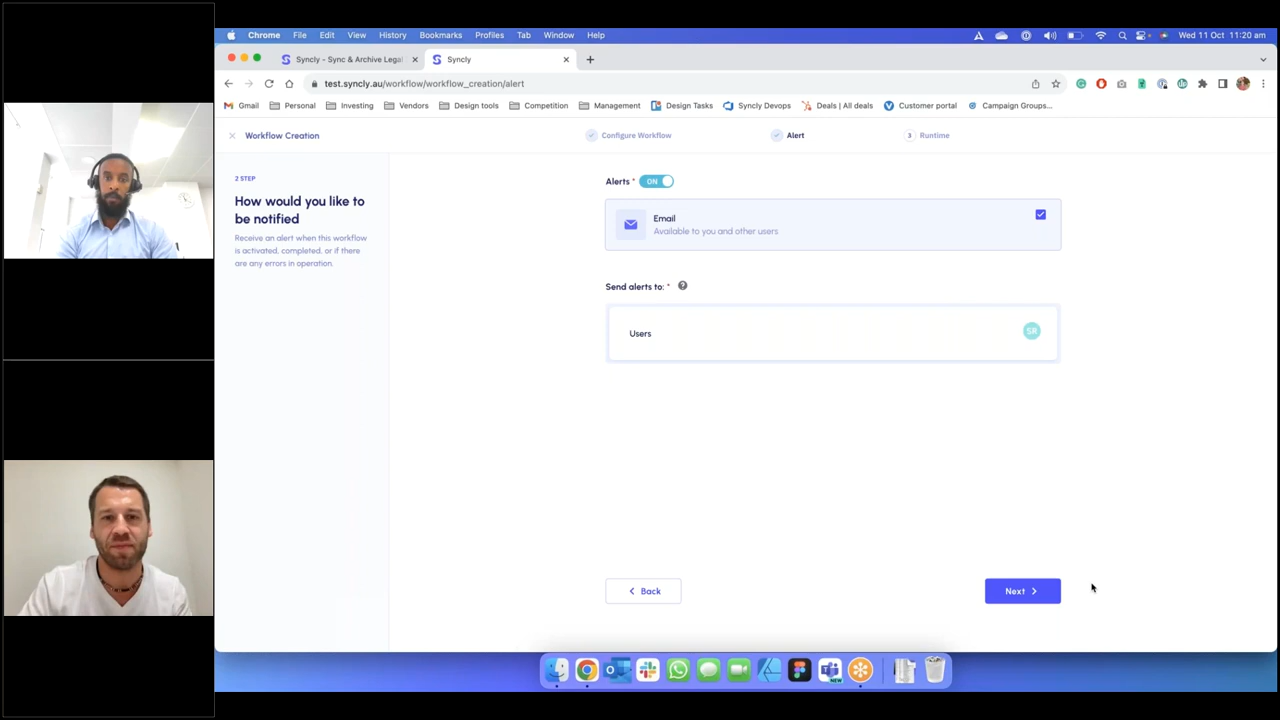 Chrome File Edit View History Bookmarks Profiles Tab Window Help
Wed 11 Oct 11:20 am
Syncly - Sync & Archive Legal
Syncly
test.syncly.au/workflow/workflow_creation/alert
Gmail Personal Investing Vendors Design tools Competition Management Design Tasks Syncly Devops Deals | All deals Customer portal Campaign Groups...
Workflow Creation
Configure Workflow
Alert
3 Runtime
2 STEP
How would you like to
be notified
Receive an alert when this workflow
is activated, completed, or if there
are any errors in operation.
Alerts * ON
Email
Available to you and other users
Send alerts to: * ?
Users
SR
Back
Next
NEW